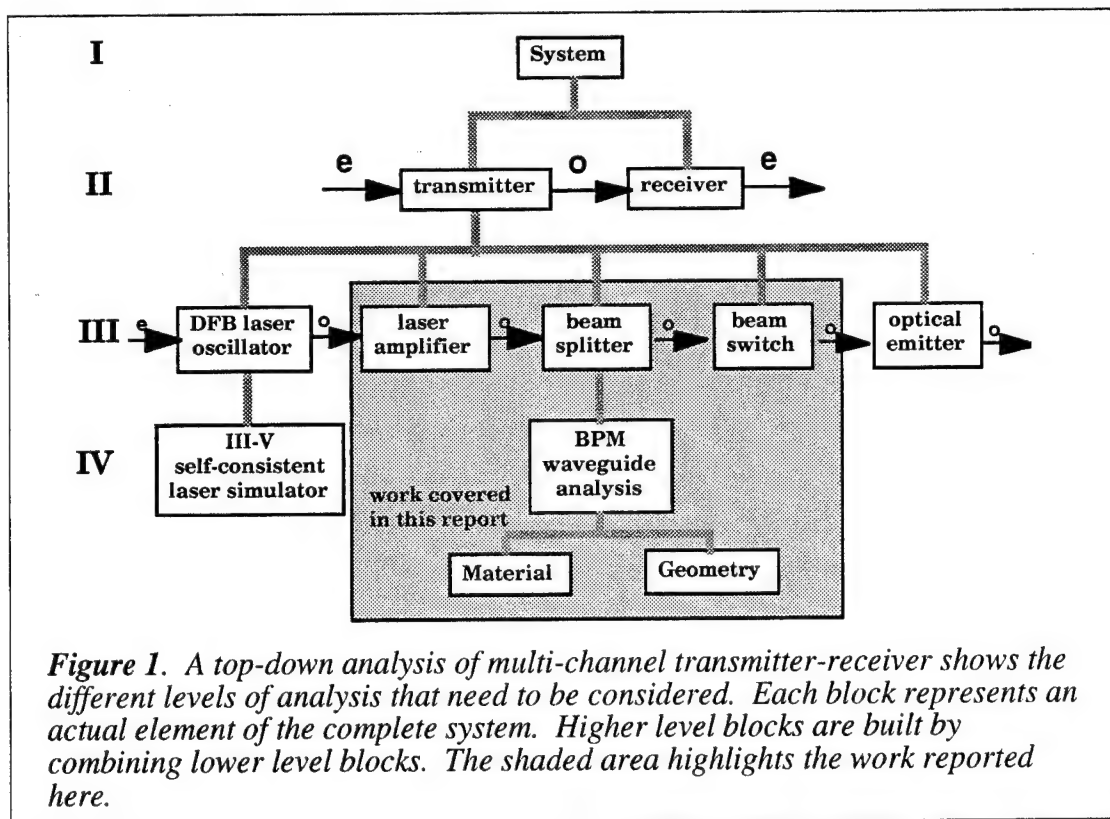 I
System
e
o
e
II
transmitter
receiver
III
e
DFB laser
oscillator
o
laser
amplifier
o
beam
splitter
o
beam
switch
o
optical
emitter
o
IV
III-V
self-consistent
laser simulator
BPM
waveguide
analysis
work covered
in this report
Material
Geometry
Figure 1. A top-down analysis of multi-channel transmitter-receiver shows the
different levels of analysis that need to be considered. Each block represents an
actual element of the complete system. Higher level blocks are built by
combining lower level blocks. The shaded area highlights the work reported
here.